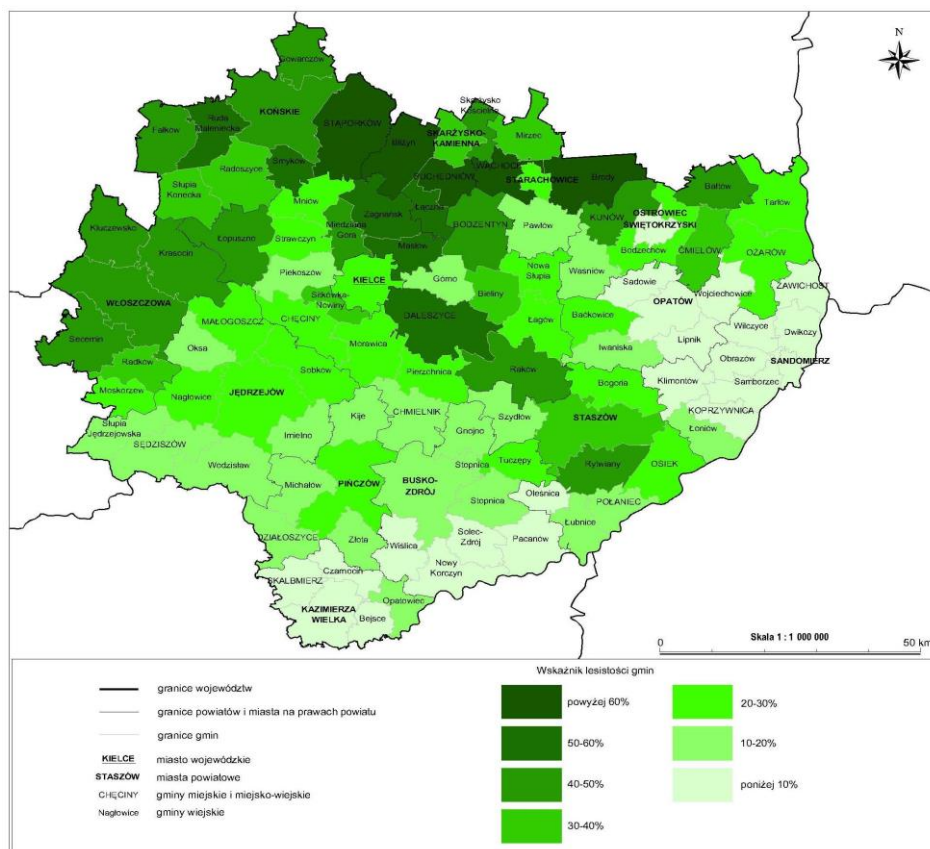 N
Gowarczów
Skarżysko
Kościelne
KOŃSKIE
STĄPORKÓW
Ruda
Maleniecka
Fałków
SKARŻYSKO-
KAMIENNA
Mirzec
Bliżyn
Smyków
Radoszyce
SUCHEDNIÓW
WĄCHOCK
STARACHOWICE
Brody
Bałtów
Tarłów
Słupia
Konecka
Mniów
Łączna
Zagnańsk
Kluczewsko
Łopuszno
Miedziana
Góra
BODZENTYN
Pawłów
KUNÓW
OSTROWIEC
ŚWIĘTOKRZYSKI
Krasocin
Strawczyn
Masłów
Bodzechów
ĆMIELÓW
OŻARÓW
Piekoszów
KIELCE
Górno
Nowa
Słupia
Waśniów
Sadowie
Wojciechowice
ZAWICHOST
WŁOSZCZOWA
Sitkówka-
Nowiny
Bieliny
OPATÓW
MAŁOGOSZCZ
CHĘCINY
DALESZYCE
Łagów
Baćkowice
Wilczyce
Dwikozy
Secemin
Oksa
Morawica
Lipnik
Iwaniska
Obrazów
SANDOMIERZ
Radków
Sobków
Pierzchnica
Raków
Klimontów
Samborzec
Moskorzew
Nagłowice
JĘDRZEJÓW
Bogoria
KOPRZYWNICA
Słupia
Jędrzejowska
Kije
CHMIELNIK
Szydłów
STASZÓW
Łoniów
SĘDZISZÓW
Imielno
Gnojno
Wodzisław
Stopnica
Tuczępy
Rytwiany
OSIEK
Michałów
PIŃCZÓW
BUSKO-
ZDRÓJ
Stopnica
Oleśnica
POŁANIEC
DZIAŁOSZYCE
Złota
Wiślica
Solec-
Zdrój
Pacanów
Łubnice
Czarnocin
SKALBMIERZ
Nowy
Korczyn
Opatowiec
KAZIMIERZA
WIELKA
Bejsce
Skala 1 : 1 000 000
0
50 km
Wskaźnik lesistości gmin
granice województw
granice powiatów i miasta na prawach powiatu
granice gmin
KIELCE miasto wojewódzkie
STASZÓW miasta powiatowe
CHĘCINY gminy miejskie i miejsko-wiejskie
Nagłowice gminy wiejskie
powyżej 60%
50-60%
40-50%
30-40%
20-30%
10-20%
poniżej 10%